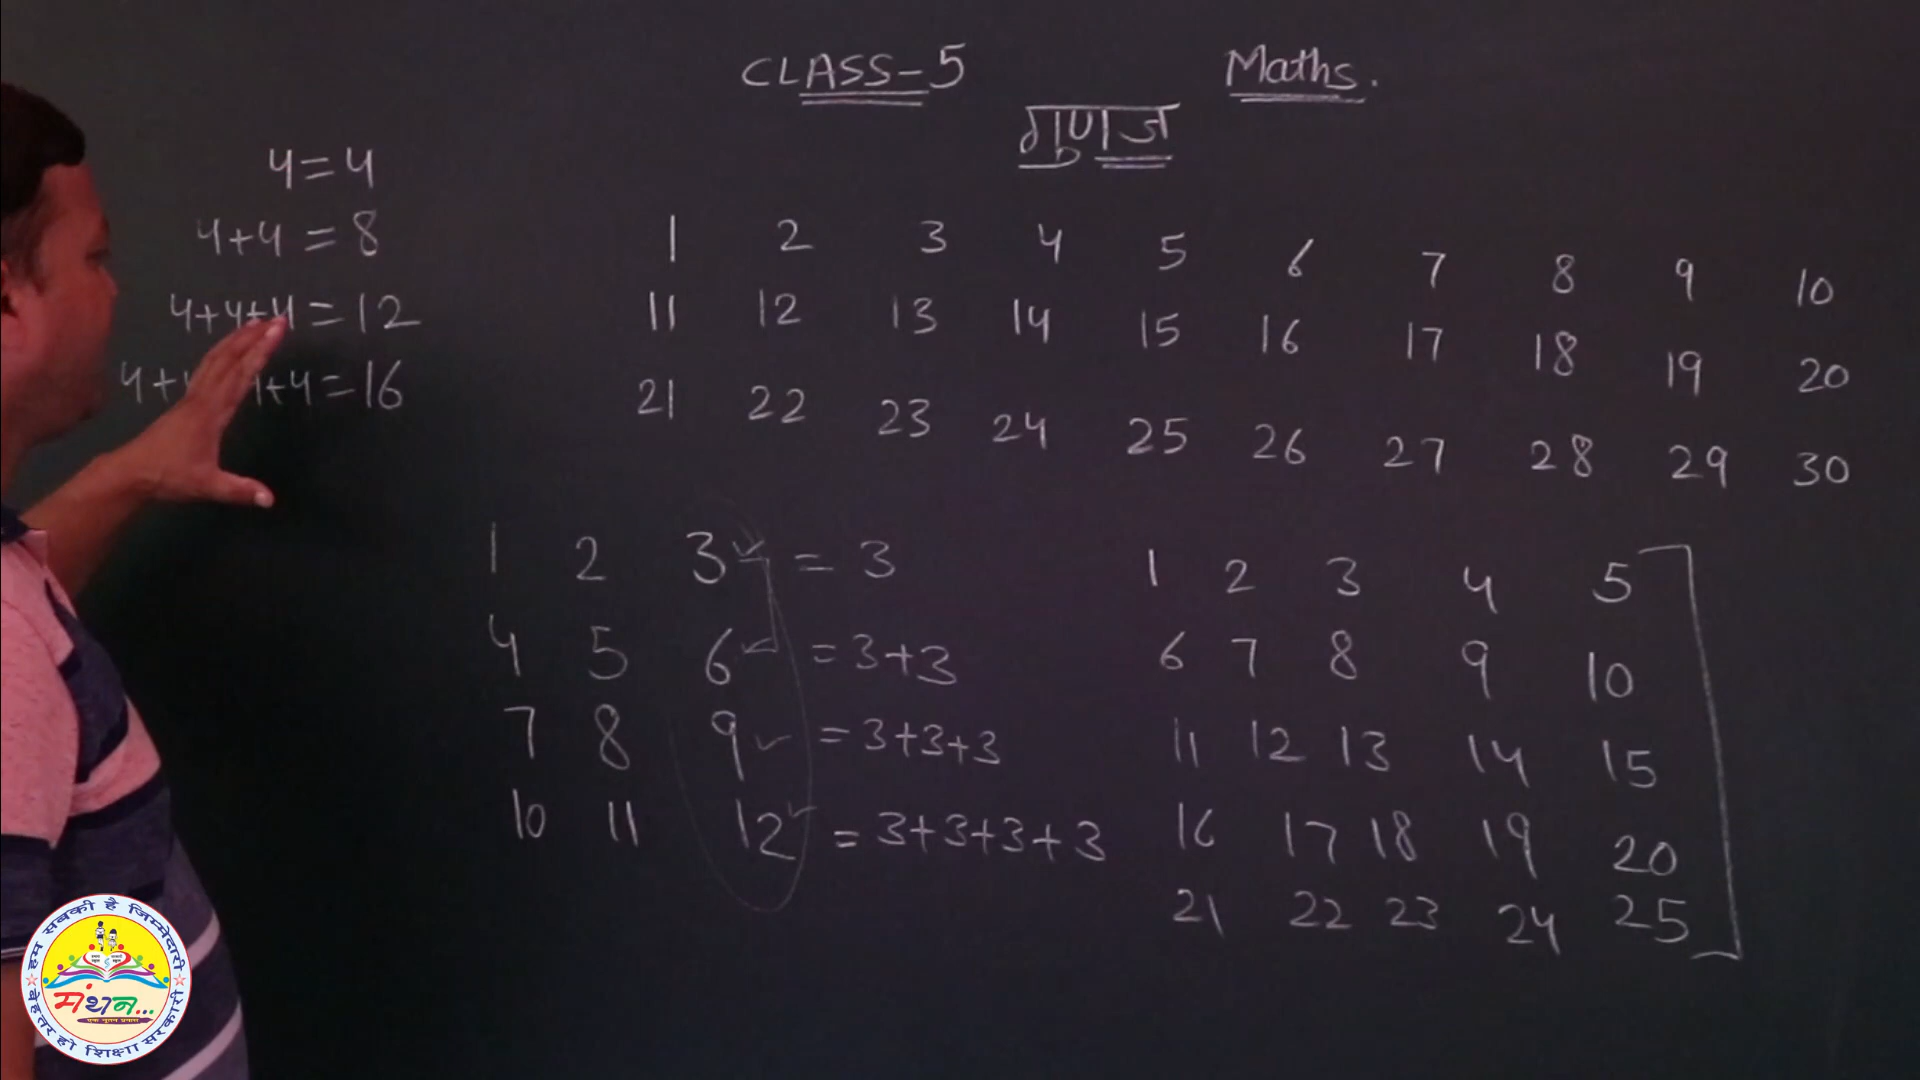 CLASS-5 Maths.
गुणज
4=4
4+4=8
4+4+4=12
4+4+4+4=16
1 2 3 4 5 6 7 8 9 10
11 12 13 14 15 16 17 18 19 20
21 22 23 24 25 26 27 28 29 30
1 2 3 = 3
4 5 6 = 3+3
7 8 9 = 3+3+3
10 11 12 = 3+3+3+3
1 2 3 4 5
6 7 8 9 10
11 12 13 14 15
16 17 18 19 20
21 22 23 24 25
हम सबकी है जिम्मेदारी
बेहतर हो शिक्षा सरकारी
मंथन...